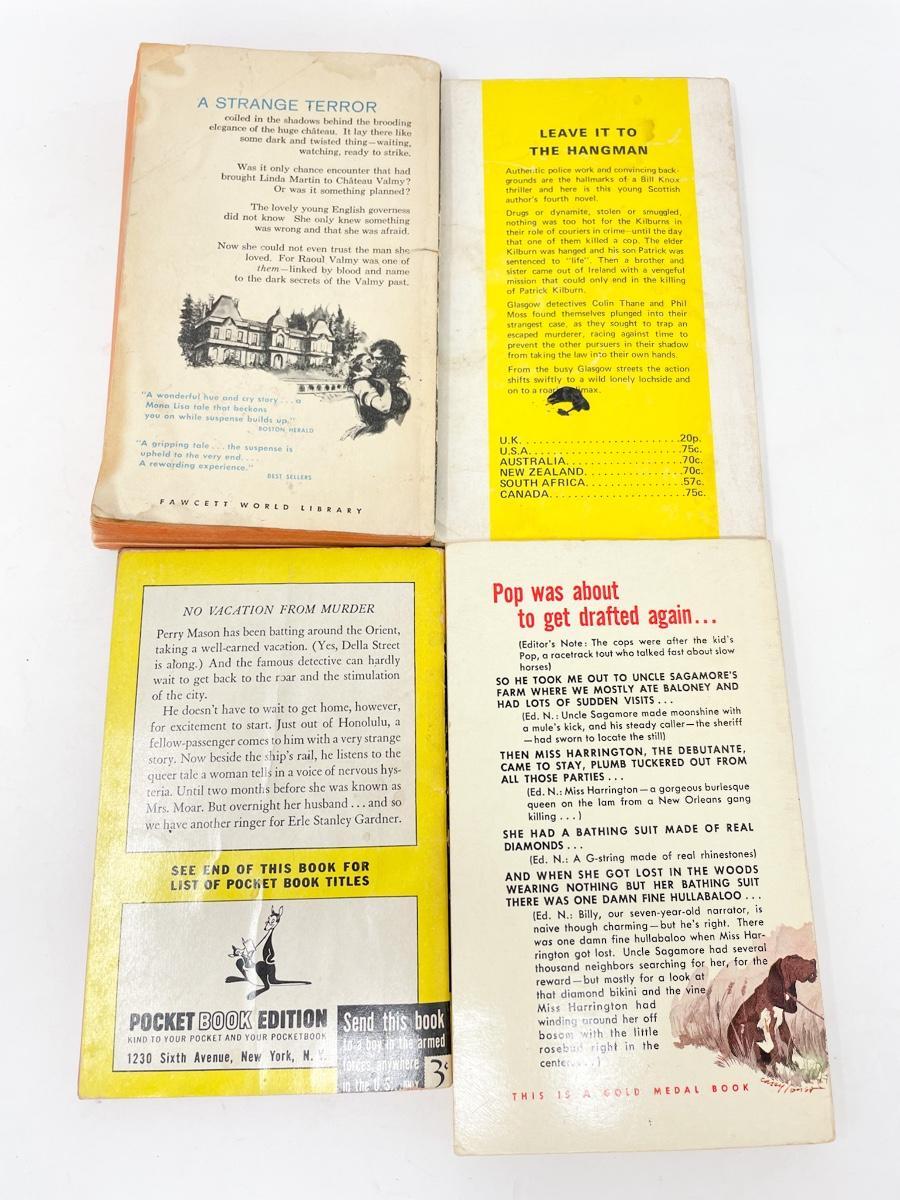 A STRANGE TERROR
coiled in the shadows behind the brooding
elegance of the huge château. It lay there like
some dark and twisted thing—waiting,
watching, ready to strike.
Was it only chance encounter that had
brought Linda Martin to Château Valmy?
Or was it something planned?
The lovely young English governess
did not know She only knew something
was wrong and that she was afraid.
Now she could not even trust the man she
loved. For Raoul Valmy was one of
them—linked by blood and name
to the dark secrets of the Valmy past.
"A wonderful hue and cry story . . . a
Mona Lisa tale that beckons
you on while suspense builds up."
BOSTON HERALD
"A gripping tale . . . the suspense is
upheld to the very end. . . .
A rewarding experience."
BEST SELLERS
FAWCETT WORLD LIBRARY
LEAVE IT TO
THE HANGMAN
Authentic police work and convincing back-
grounds are the hallmarks of a Bill Knox
thriller and here is this young Scottish
author's fourth novel.
Drugs or dynamite, stolen or smuggled,
nothing was too hot for the Kilburns in
their role of couriers in crime—until the day
that one of them killed a cop. The elder
Kilburn was hanged and his son Patrick was
sentenced to "life". Then a brother and
sister came out of Ireland with a vengeful
mission that could only end in the killing
of Patrick Kilburn.
Glasgow detectives Colin Thane and Phil
Moss found themselves plunged into their
strangest case, as they sought to trap an
escaped murderer, racing against time to
prevent the other pursuers in their shadow
from taking the law into their own hands.
From the busy Glasgow streets the action
shifts swiftly to a wild lonely lochside and
on to a roaring climax.
U.K. . . . . . . . . . . . . . . . . . . . . . . . .20p.
U.S.A. . . . . . . . . . . . . . . . . . . . . . . .75c.
AUSTRALIA. . . . . . . . . . . . . . . . . .70c.
NEW ZEALAND. . . . . . . . . . . . . . .70c.
SOUTH AFRICA. . . . . . . . . . . . . . .57c.
CANADA. . . . . . . . . . . . . . . . . . . . .75c.
NO VACATION FROM MURDER
Perry Mason has been batting around the Orient,
taking a well-earned vacation. (Yes, Della Street
is along.) And the famous detective can hardly
wait to get back to the roar and the stimulation
of the city.
He doesn't have to wait to get home, however,
for excitement to start. Just out of Honolulu, a
fellow-passenger comes to him with a very strange
story. Now beside the ship's rail, he listens to the
queer tale a woman tells in a voice of nervous hys-
teria. Until two months before she was known as
Mrs. Moar. But overnight her husband . . . and so
we have another ringer for Erle Stanley Gardner.
SEE END OF THIS BOOK FOR
LIST OF POCKET BOOK TITLES
POCKET BOOK EDITION
KIND TO YOUR POCKET AND YOUR POCKETBOOK
1230 Sixth Avenue, New York, N. Y.
Send this book
to a boy in the armed
forces anywhere
in the U.S. only 3¢
Pop was about
to get drafted again...
(Editor's Note: The cops were after the kid's
Pop, a racetrack tout who talked fast about slow
horses)
SO HE TOOK ME OUT TO UNCLE SAGAMORE'S
FARM WHERE WE MOSTLY ATE BALONEY AND
HAD LOTS OF SUDDEN VISITS . . .
(Ed. N.: Uncle Sagamore made moonshine with
a mule's kick, and his steady caller—the sheriff
—had sworn to locate the still)
THEN MISS HARRINGTON, THE DEBUTANTE,
CAME TO STAY, PLUMB TUCKERED OUT FROM
ALL THOSE PARTIES . . .
(Ed. N.: Miss Harrington—a gorgeous burlesque
queen on the lam from a New Orleans gang
killing . . . )
SHE HAD A BATHING SUIT MADE OF REAL
DIAMONDS . . .
(Ed. N.: A G-string made of real rhinestones)
AND WHEN SHE GOT LOST IN THE WOODS
WEARING NOTHING BUT HER BATHING SUIT
THERE WAS ONE DAMN FINE HULLABALOO . . .
(Ed. N.: Billy, our seven-year-old narrator, is
naive though charming—but he's right. There
was one damn fine hullabaloo when Miss Har-
rington got lost. Uncle Sagamore had several
thousand neighbors searching for her, for the
reward—but mostly for a look at
that diamond bikini and the vine
Miss Harrington had
winding around her off
bosom with the little
rosebud right in the
center. . . )
THIS IS A GOLD MEDAL BOOK